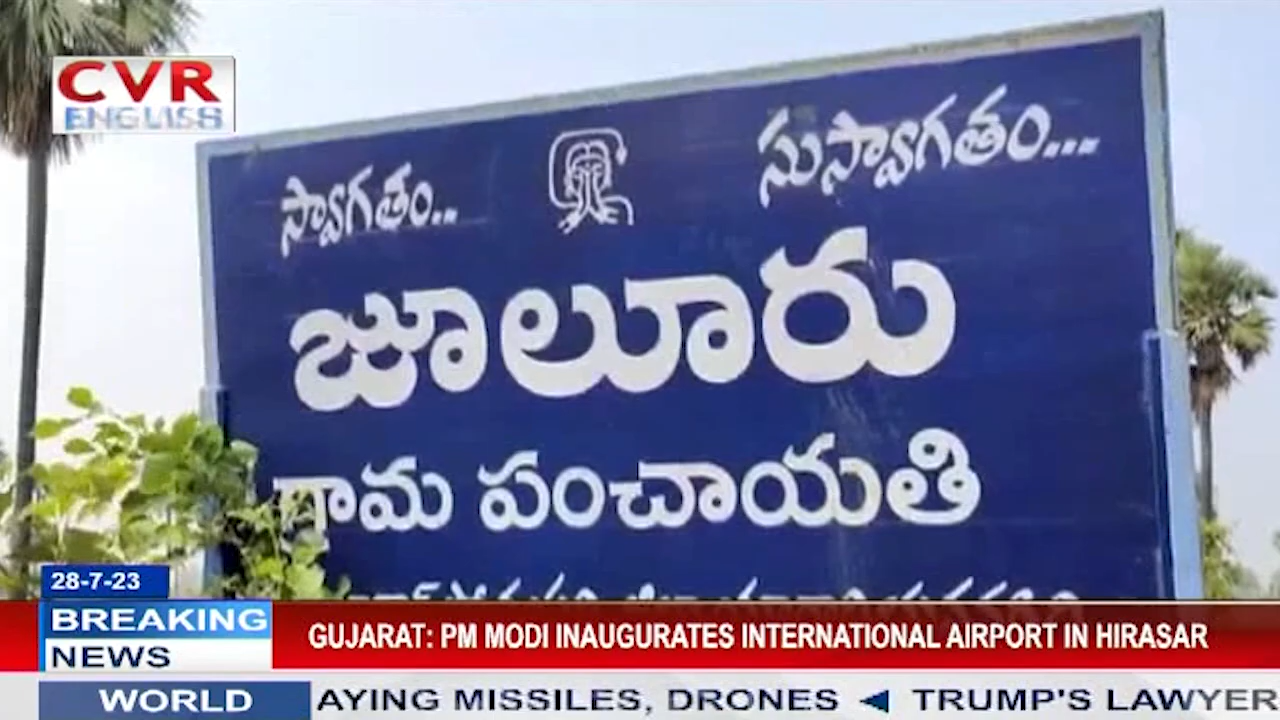 CVR
ENGLISH
స్వాగతం.. సుస్వాగతం...
జూలూరు
గ్రామ పంచాయతి
28-7-23
BREAKING
NEWS
GUJARAT: PM MODI INAUGURATES INTERNATIONAL AIRPORT IN HIRASAR
WORLD
AYING MISSILES, DRONES ◄ TRUMP'S LAWYER